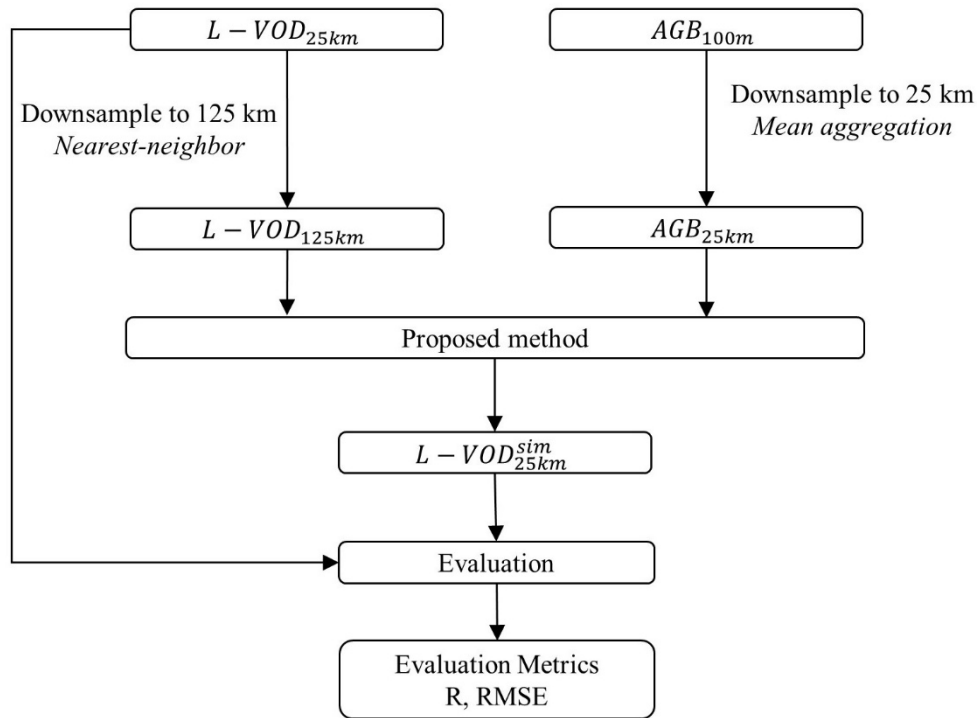 L − VOD₂₅ₖₘ
AGB₁₀₀ₘ
Downsample to 125 km
Nearest-neighbor
Downsample to 25 km
Mean aggregation
L − VOD₁₂₅ₖₘ
AGB₂₅ₖₘ
Proposed method
L − VOD₂₅ₖₘˢⁱᵐ
Evaluation
Evaluation Metrics
R, RMSE